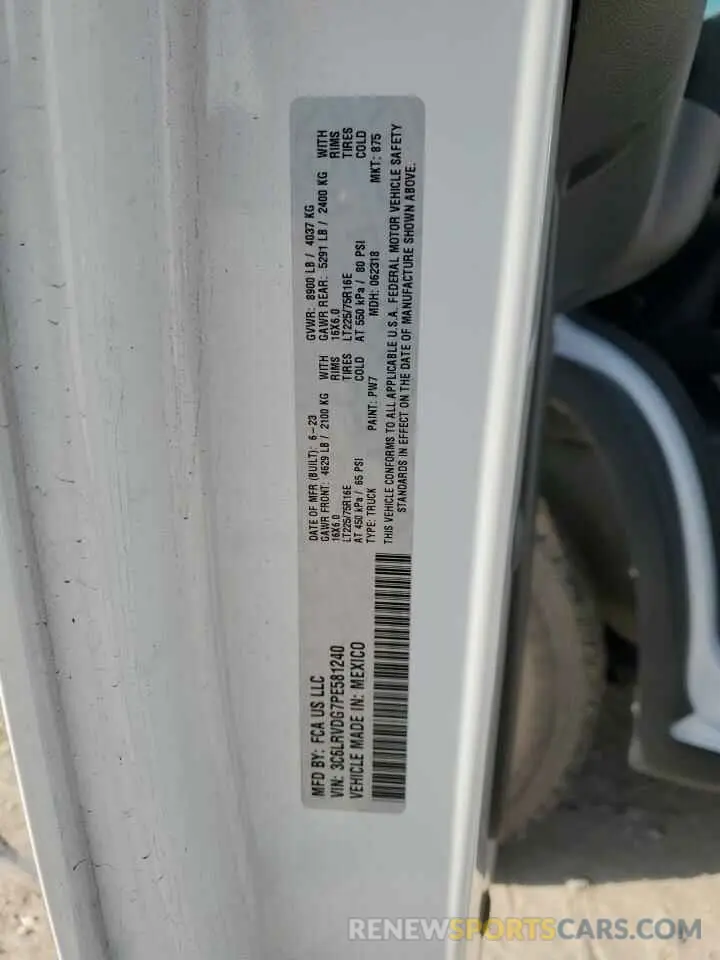 MFD BY: FCA US LLC
VIN: 3C6LRVDG7PE581240
VEHICLE MADE IN: MEXICO
DATE OF MFR (BUILT): 6-23 GVWR: 8900 LB / 4037 KG
GAWR FRONT: 4629 LB / 2100 KG WITH GAWR REAR: 5291 LB / 2400 KG WITH
16X6.0 RIMS 16X6.0 RIMS
LT225/75R16E TIRES LT225/75R16E TIRES
AT 450 kPa / 65 PSI COLD AT 550 kPa / 80 PSI COLD
TYPE: TRUCK PAINT: PW7 MDH: 062318 MKT: 875
THIS VEHICLE CONFORMS TO ALL APPLICABLE U.S.A. FEDERAL MOTOR VEHICLE SAFETY
STANDARDS IN EFFECT ON THE DATE OF MANUFACTURE SHOWN ABOVE.
RENEWSPORTSCARS.COM